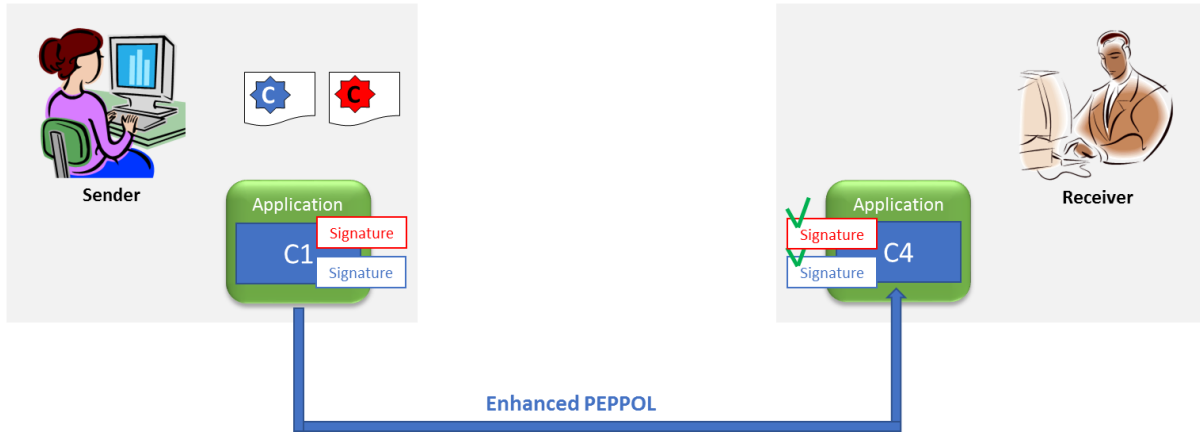 C
C
Sender
Application
Signature
C1
Signature
Enhanced PEPPOL
Application
Signature
C4
Signature
Receiver